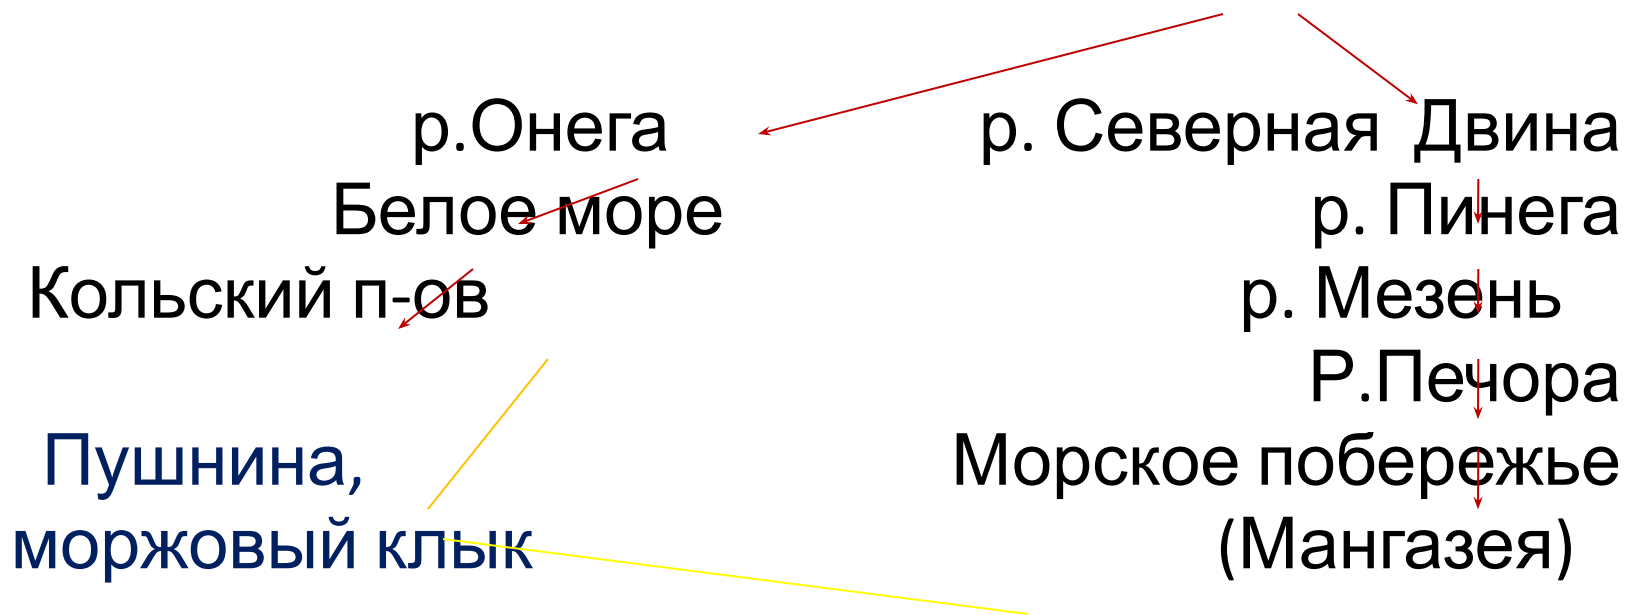 р.Онега р. Северная Двина
Белое море р. Пинега
Кольский п-ов р. Мезень
Р.Печора
Пушнина, Морское побережье
моржовый клык (Мангазея)